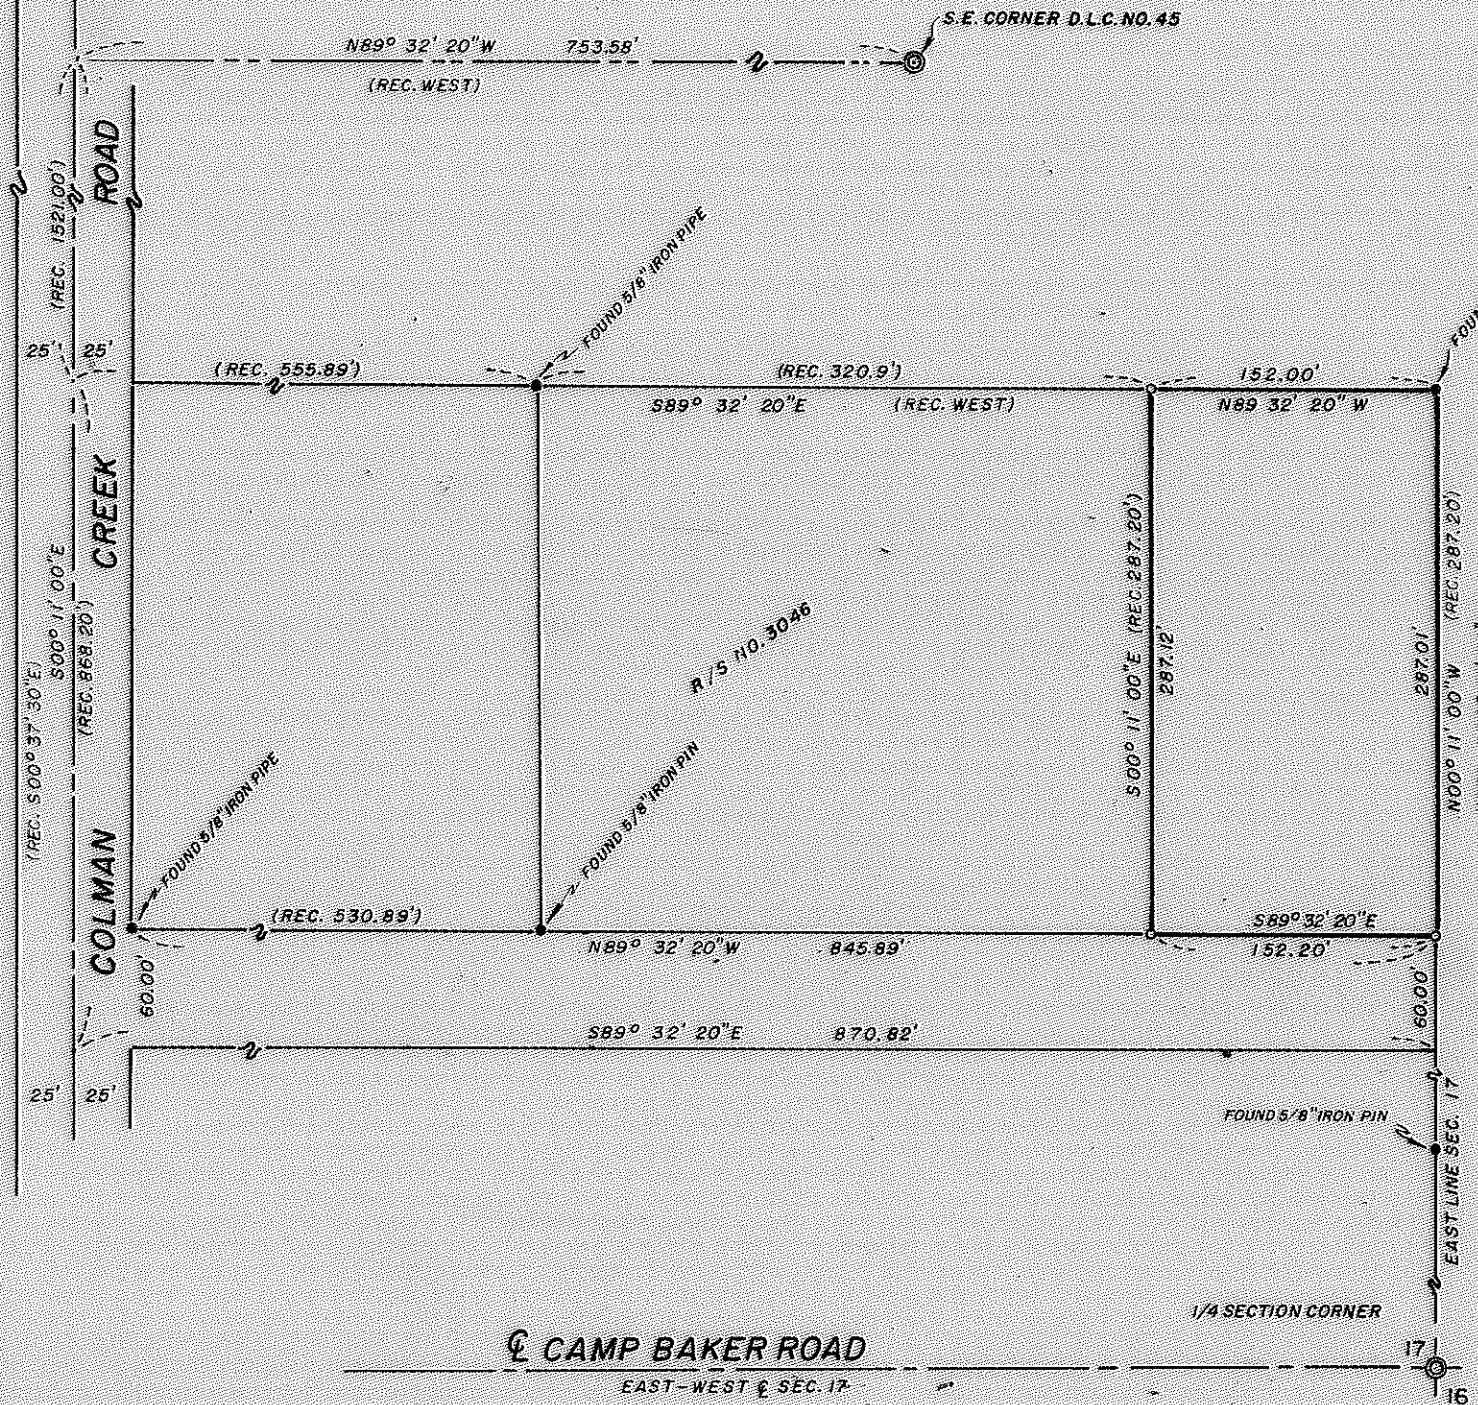 S.E. CORNER D.L.C. NO. 45
N89° 32' 20"W 753.58'
(REC. WEST)
ROAD
(REC. 1521.00')
FOUND 5/8" IRON PIPE
25' 25'
(REC. 555.89')
(REC. 320.9')
152.00'
S89° 32' 20"E (REC. WEST)
N89 32' 20" W
CREEK
S00° 11' 00"E
(REC. 868.20')
(REC. S00° 37' 30"E)
S00° 11' 00"E (REC. 287.20')
287.12'
287.01'
N00° 11' 00"W (REC. 287.20')
R/S NO. 3046
FOUND 5/8" IRON PIPE
FOUND 5/8" IRON PIN
COLMAN
(REC. 530.89')
S89° 32' 20"E
N89° 32' 20"W 845.89'
152.20'
60.00'
60.00'
S89° 32' 20"E 870.82'
25' 25'
FOUND 5/8" IRON PIN
EAST LINE SEC. 17
1/4 SECTION CORNER
℄ CAMP BAKER ROAD
17
EAST-WEST ℄ SEC. 17
16